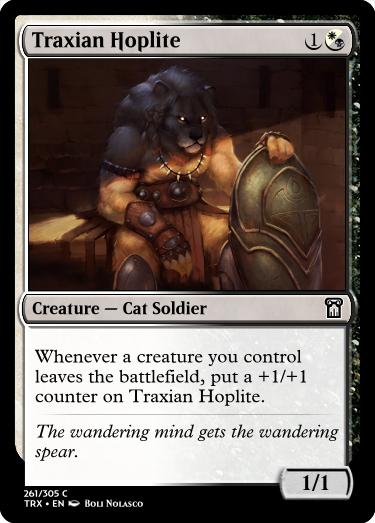 Traxian Hoplite 1
Creature — Cat Soldier
Whenever a creature you control
leaves the battlefield, put a +1/+1
counter on Traxian Hoplite.
The wandering mind gets the wandering
spear.
1/1
261/305 C
TRX • EN Boli Nolasco